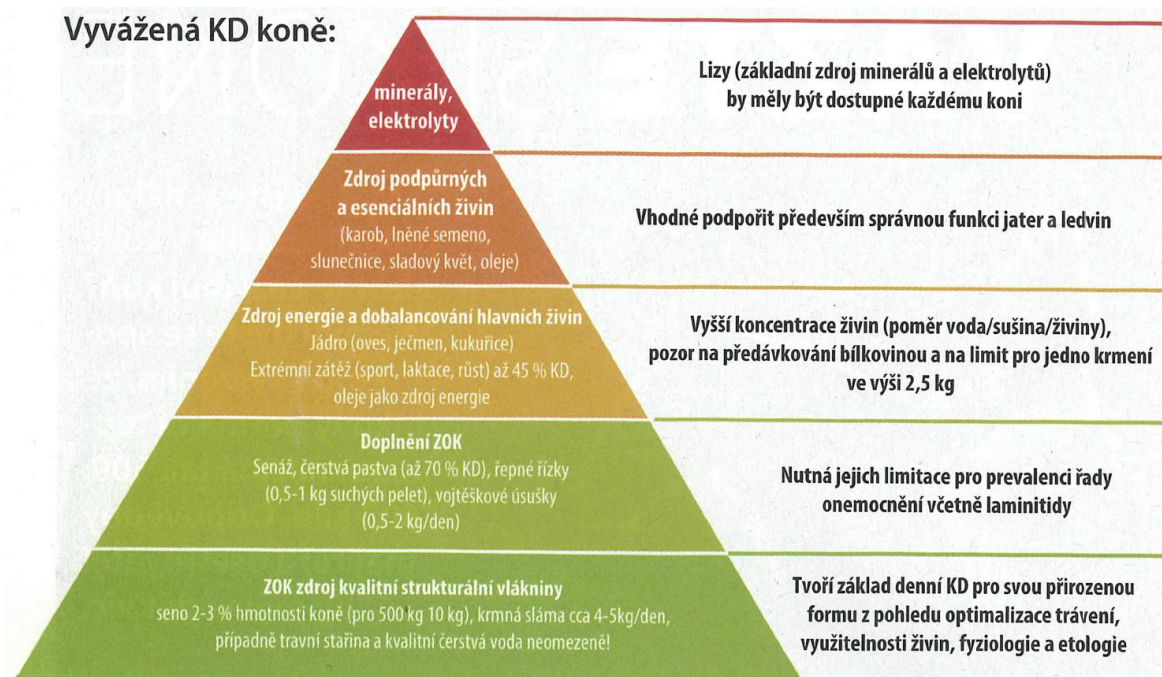 Vyvážená KD koně:
minerály,
elektrolyty
Lizy (základní zdroj minerálů a elektrolytů)
by měly být dostupné každému koni
Zdroj podpůrných
a esenciálních živin
(karob, lněné semeno,
slunečnice, sladový květ, oleje)
Vhodné podpořit především správnou funkci jater a ledvin
Zdroj energie a dobalancování hlavních živin
Jádro (oves, ječmen, kukuřice)
Extrémní zátěž (sport, laktace, růst) až 45 % KD,
oleje jako zdroj energie
Vyšší koncentrace živin (poměr voda/sušina/živiny),
pozor na předávkování bílkovinou a na limit pro jedno krmení
ve výši 2,5 kg
Doplnění ZOK
Senáž, čerstvá pastva (až 70 % KD), řepné řízky
(0,5-1 kg suchých pelet), vojtěškové úsušky
(0,5-2 kg/den)
Nutná jejich limitace pro prevalenci řady
onemocnění včetně laminitidy
ZOK zdroj kvalitní strukturální vlákniny
seno 2-3 % hmotnosti koně (pro 500 kg 10 kg), krmná sláma cca 4-5kg/den,
případně travní stařina a kvalitní čerstvá voda neomezeně!
Tvoří základ denní KD pro svou přirozenou
formu z pohledu optimalizace trávení,
využitelnosti živin, fyziologie a etologie